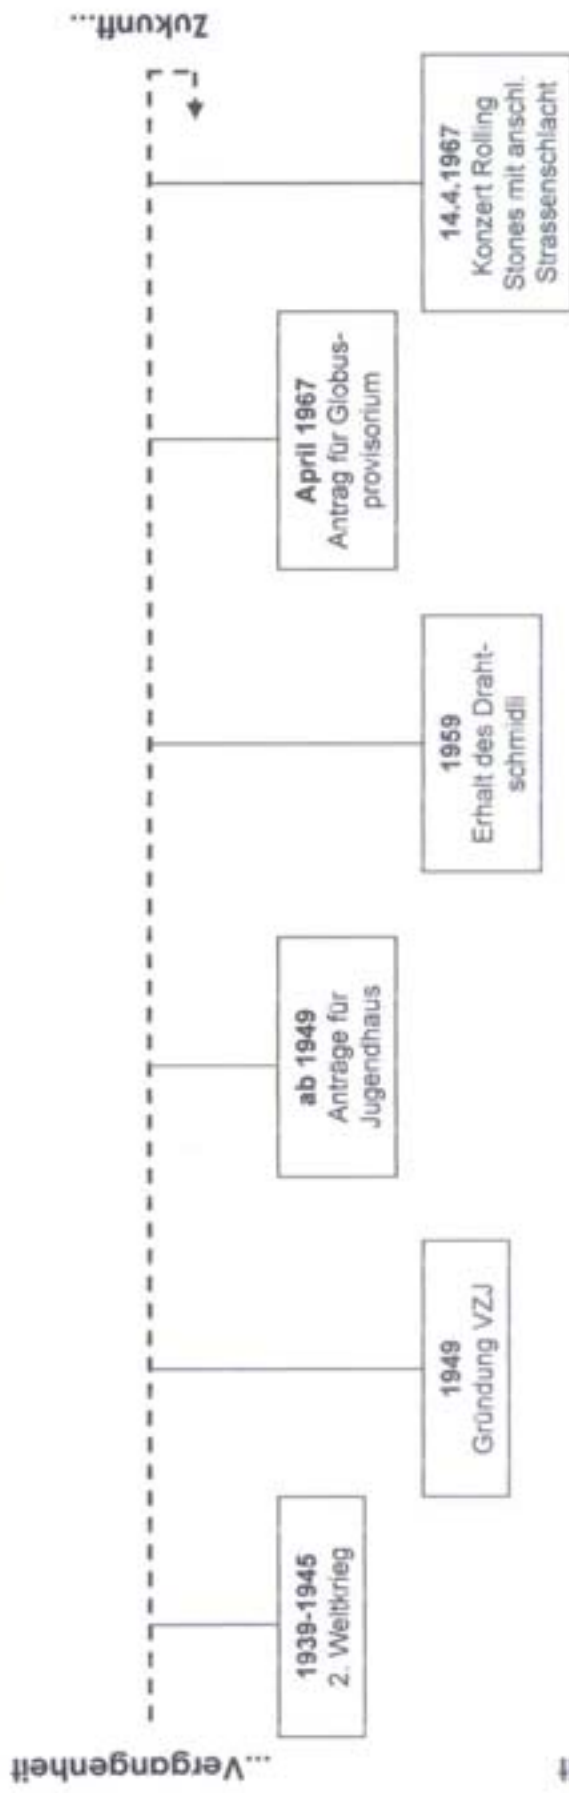 ...Vergangenheit
1939-1945
2. Weltkrieg
1949
Gründung VZJ
ab 1949
Anträge für
Jugendhaus
1959
Erhalt des Draht-
schmidli
April 1967
Antrag für Globus-
provisorium
14.4.1967
Konzert Rolling
Stones mit anschl.
Strassenschlacht
Zukunft...